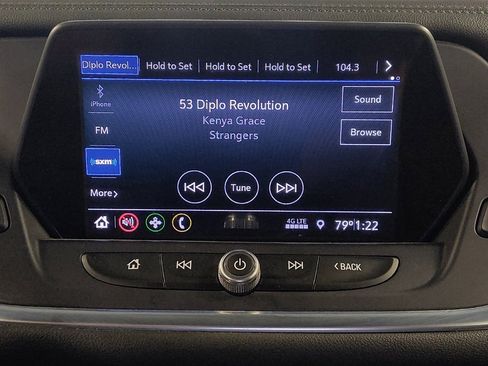 Diplo Revol... Hold to Set Hold to Set Hold to Set 104.3
iPhone
53 Diplo Revolution
Sound
Kenya Grace
FM
Strangers
Browse
sxm
More
Tune
4G LTE
79° 1:22
BACK